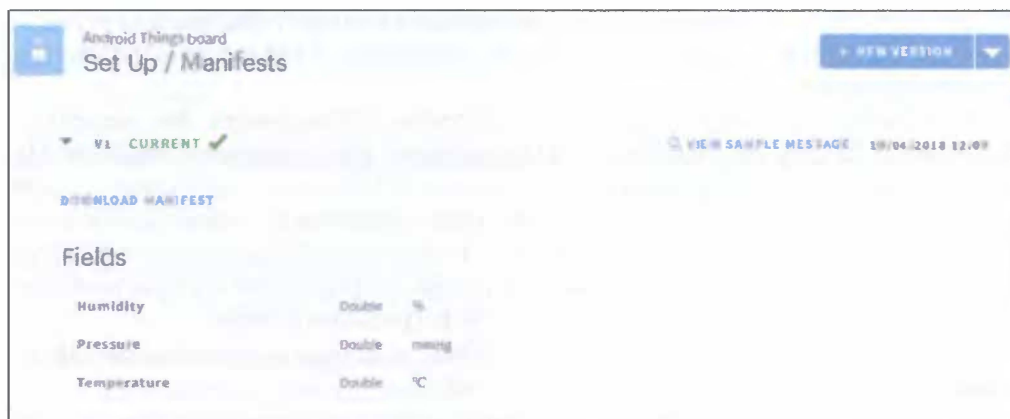 Android Things board
Set Up / Manifests
+ NEW VERSION
V1 CURRENT
VIEW SAMPLE MESSAGE 19/04/2018 12:09
DOWNLOAD MANIFEST
Fields
Humidity Double %
Pressure Double mmHg
Temperature Double °C